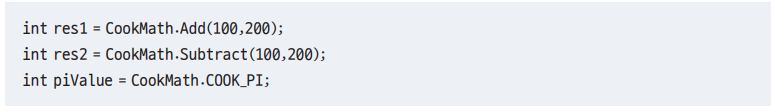 int res1 = CookMath.Add(100,200);
int res2 = CookMath.Subtract(100,200);
int piValue = CookMath.COOK_PI;